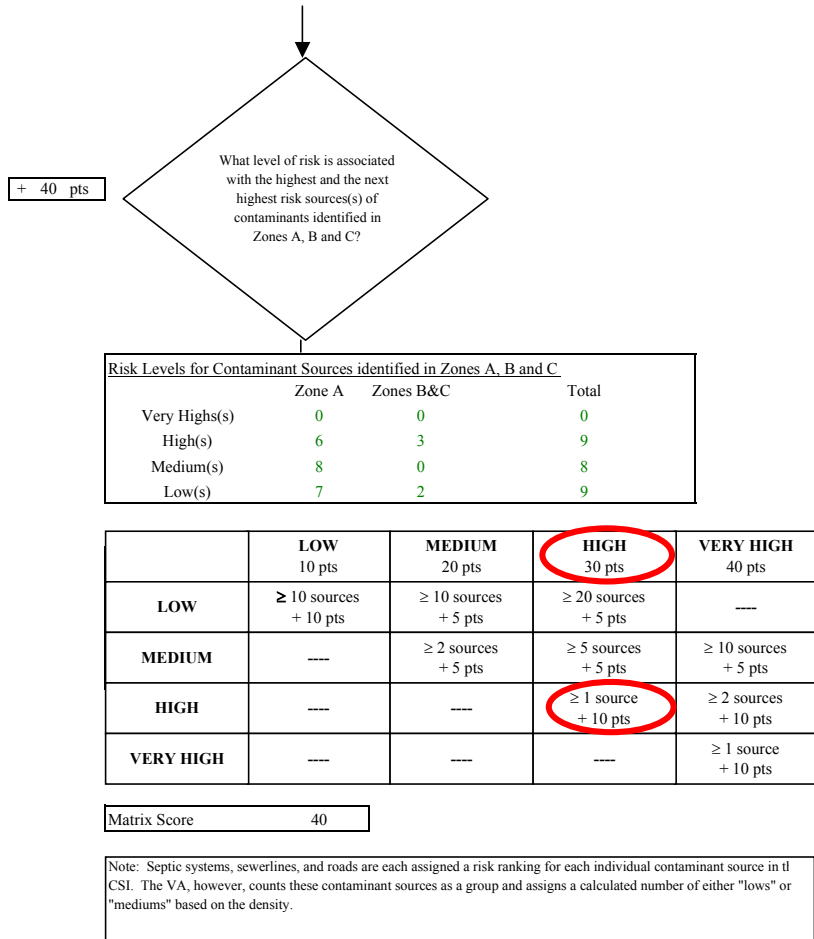 What level of risk is associated
with the highest and the next
highest risk sources(s) of
contaminants identified in
Zones A, B and C?
+ 40 pts
Risk Levels for Contaminant Sources identified in Zones A, B and C
Zone A Zones B&C Total
Very Highs(s) 0 0 0
High(s) 6 3 9
Medium(s) 8 0 8
Low(s) 7 2 9
LOW MEDIUM HIGH VERY HIGH
10 pts 20 pts 30 pts 40 pts
LOW ≥ 10 sources + 10 pts ≥ 10 sources + 5 pts ≥ 20 sources + 5 pts ----
MEDIUM ---- ≥ 2 sources + 5 pts ≥ 5 sources + 5 pts ≥ 10 sources + 5 pts
HIGH ---- ---- ≥ 1 source + 10 pts ≥ 2 sources + 10 pts
VERY HIGH ---- ---- ---- ≥ 1 source + 10 pts
Matrix Score 40
Note: Septic systems, sewerlines, and roads are each assigned a risk ranking for each individual contaminant source in
CSI. The VA, however, counts these contaminant sources as a group and assigns a calculated number of either "lows" or
"mediums" based on the density.